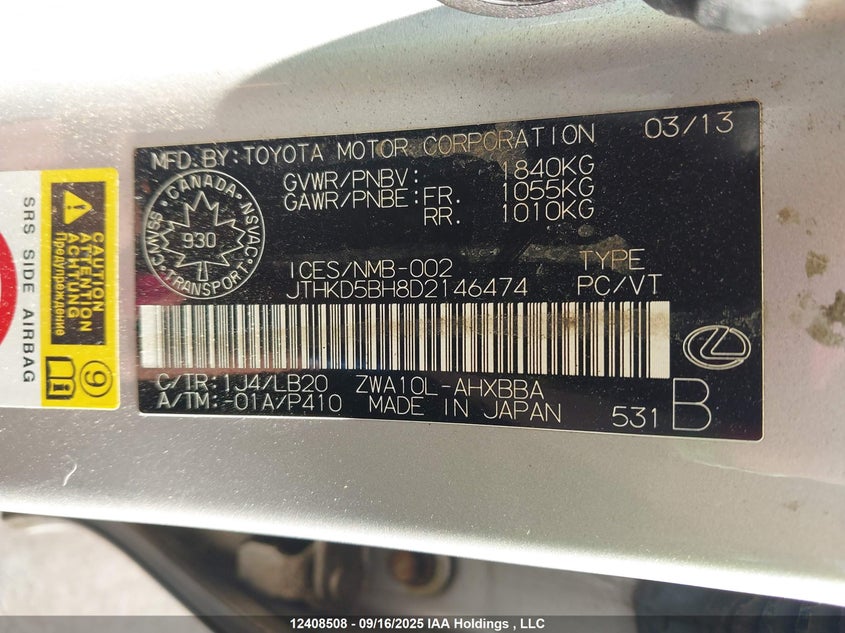 MFD.BY:TOYOTA MOTOR CORPORATION 03/13
GVWR/PNBV: 1840KG
GAWR/PNBE: FR. 1055KG
RR. 1010KG
CANADA
NSVAC
TRANSPORT
CMVSS
930
ICES/NMB-002 TYPE
JTHKD5BH8D2146474 PC/VT
C/TR: 1J4/LB20 ZWA10L-AHXBBA
A/TM: -01A/P410 MADE IN JAPAN 531 B
CAUTION
ATTENTION
ACHTUNG
Предупреждение
SRS SIDE AIRBAG
9
12408508 - 09/16/2025 IAA Holdings , LLC